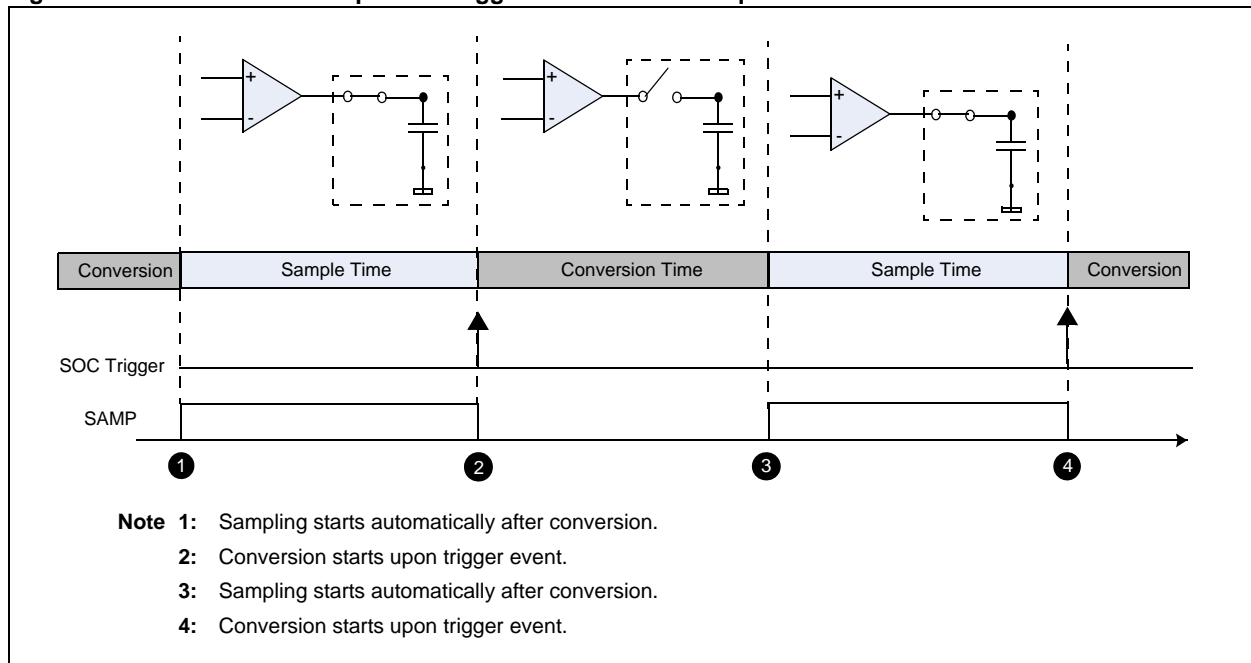 +
-
+
-
+
-
Conversion Sample Time Conversion Time Sample Time Conversion
SOC Trigger
SAMP
1 2 3 4
Note 1: Sampling starts automatically after conversion.
2: Conversion starts upon trigger event.
3: Sampling starts automatically after conversion.
4: Conversion starts upon trigger event.